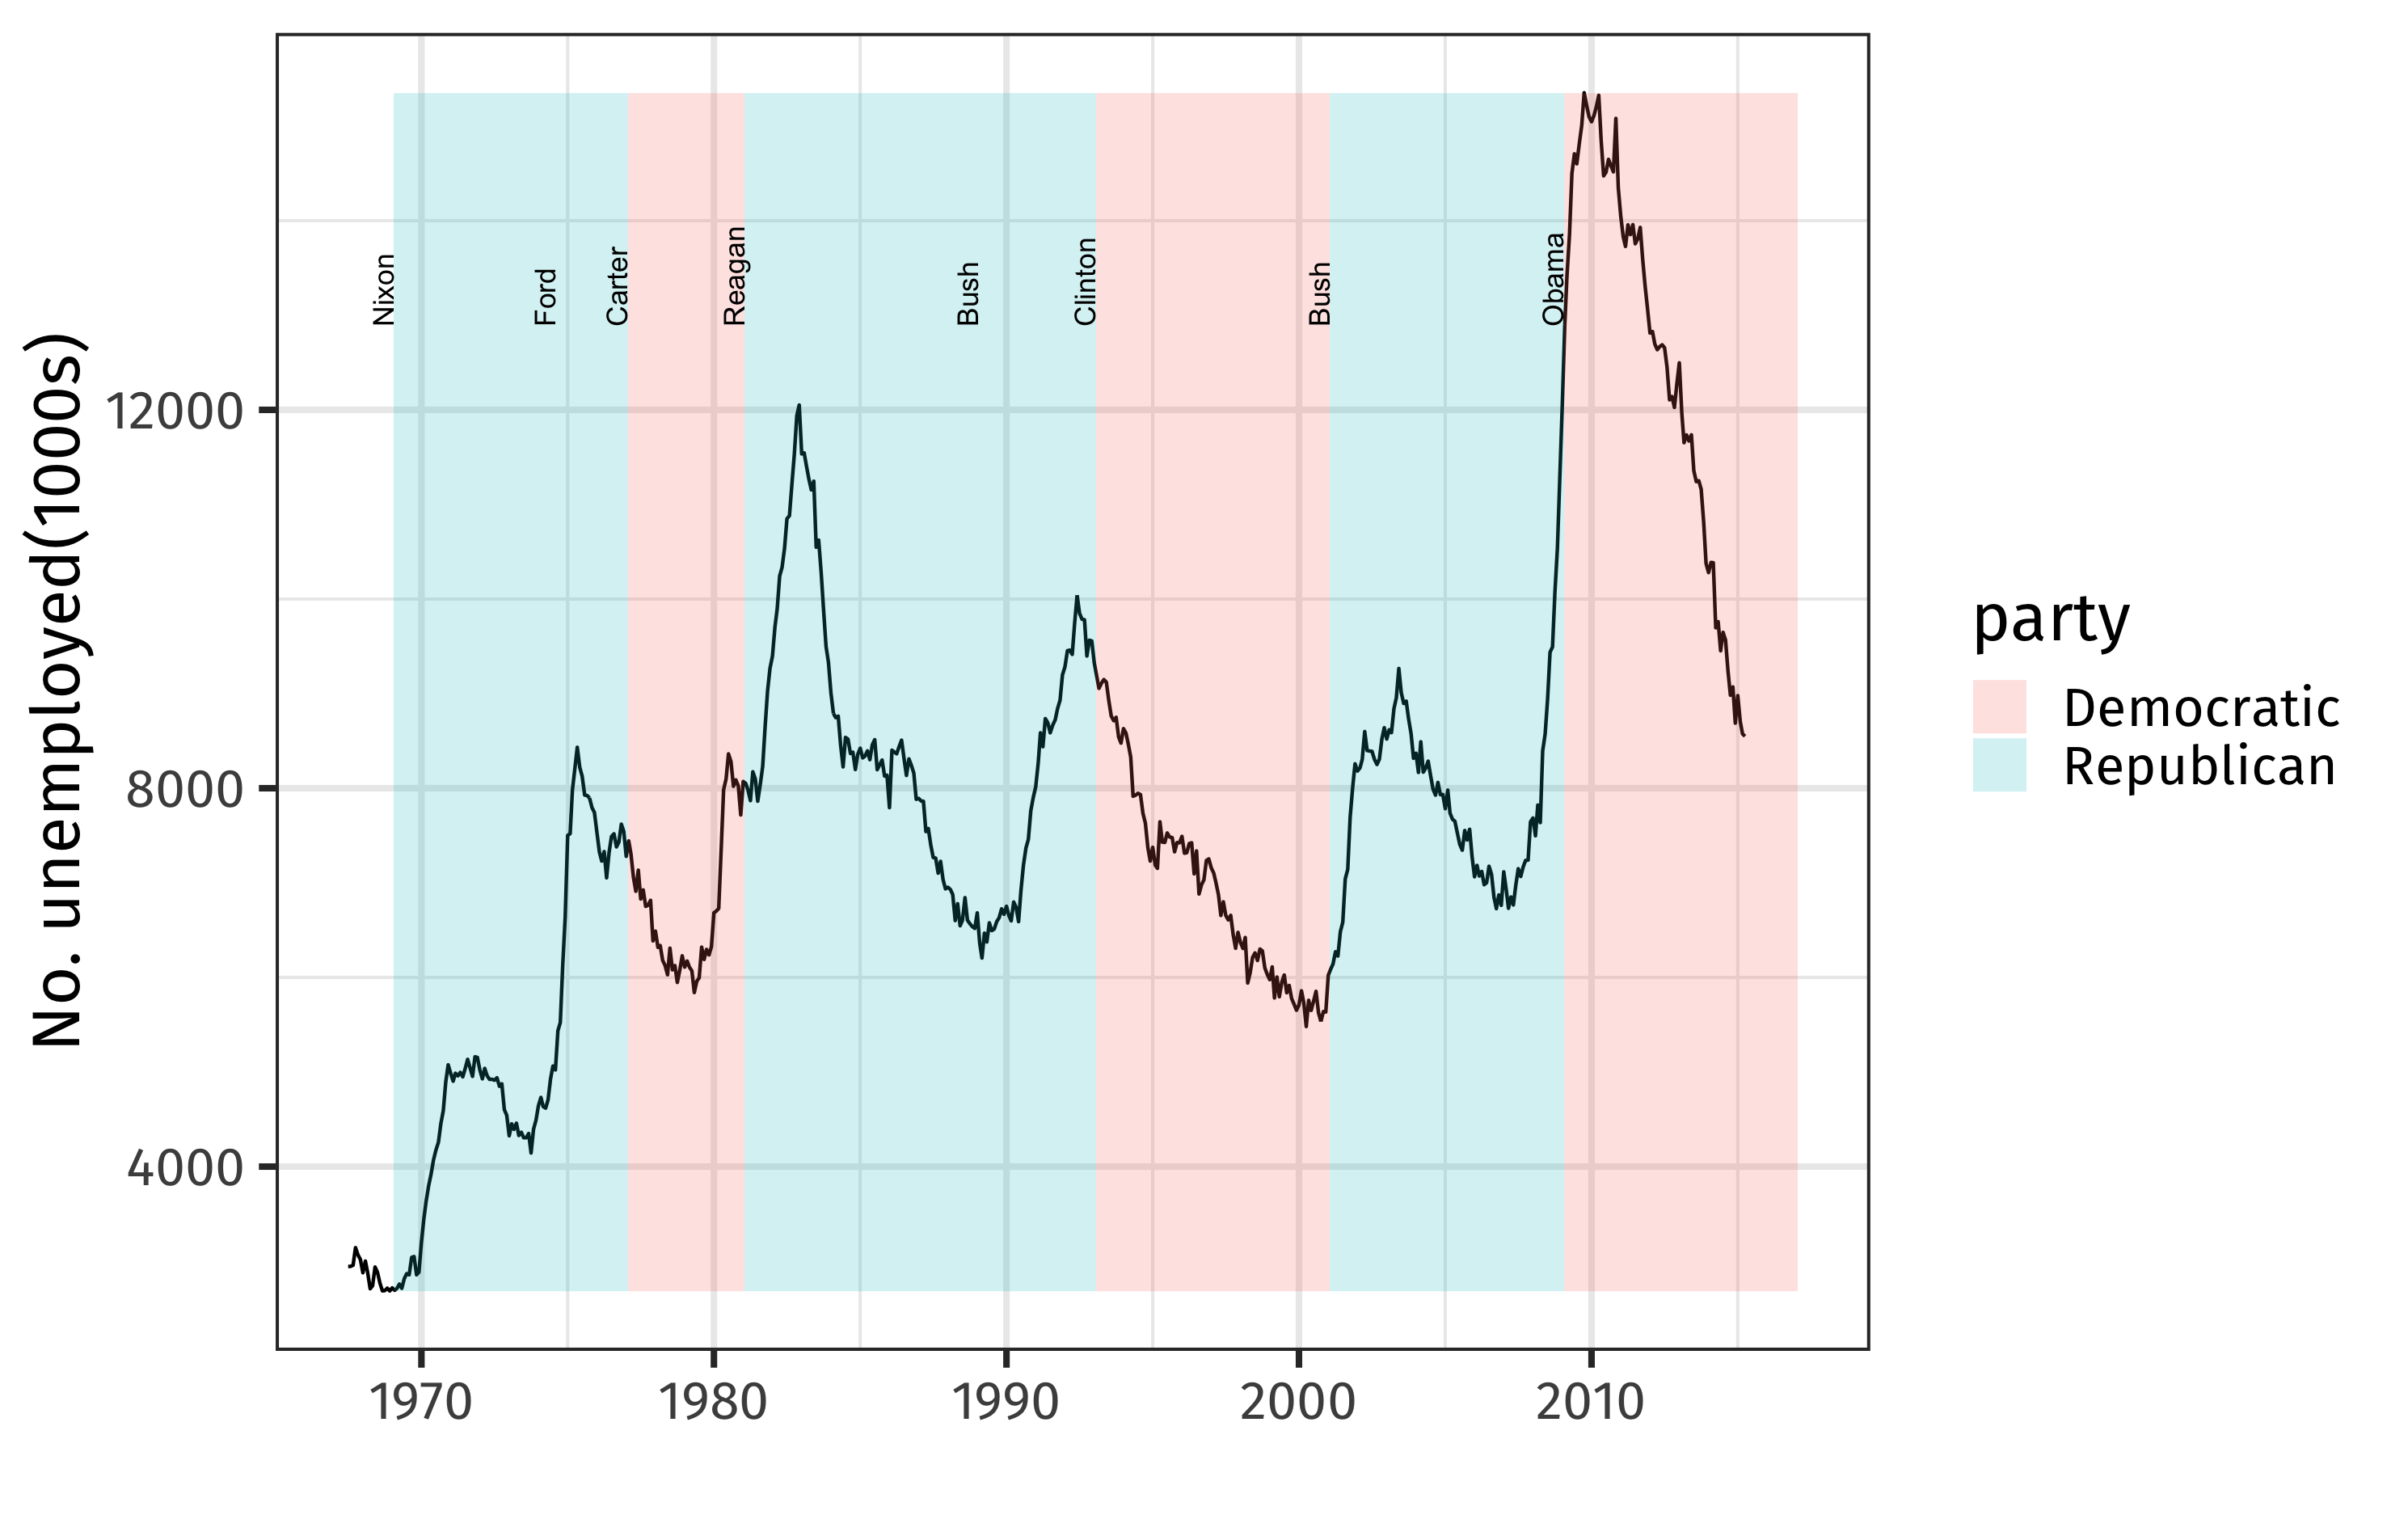 No. unemployed(1000s)
12000
8000
4000
Nixon
Ford
Carter
Reagan
Bush
Clinton
Bush
Obama
1970
1980
1990
2000
2010
party
Democratic
Republican